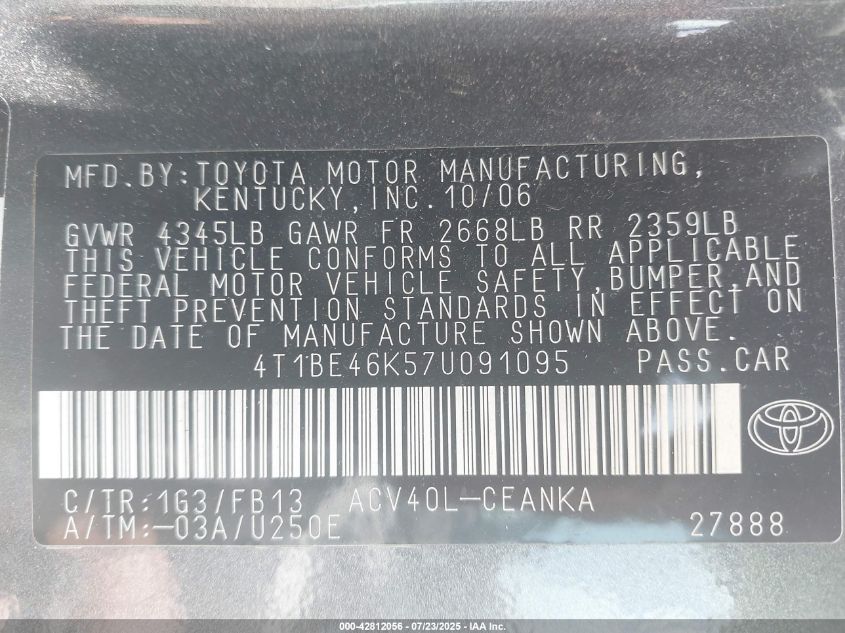 MFD.BY:TOYOTA MOTOR MANUFACTURING,
KENTUCKY,INC.10/06
GVWR 4345LB GAWR FR 2668LB RR 2359LB
THIS VEHICLE CONFORMS TO ALL APPLICABLE
FEDERAL MOTOR VEHICLE SAFETY,BUMPER,AND
THEFT PREVENTION STANDARDS IN EFFECT ON
THE DATE OF MANUFACTURE SHOWN ABOVE.
4T1BE46K57U091095 PASS.CAR
C/TR:1G3/FB13 ACV40L-CEANKA
A/TM:-03A/U250E 27888
000-42812056 - 07/23/2025 - IAA Inc.